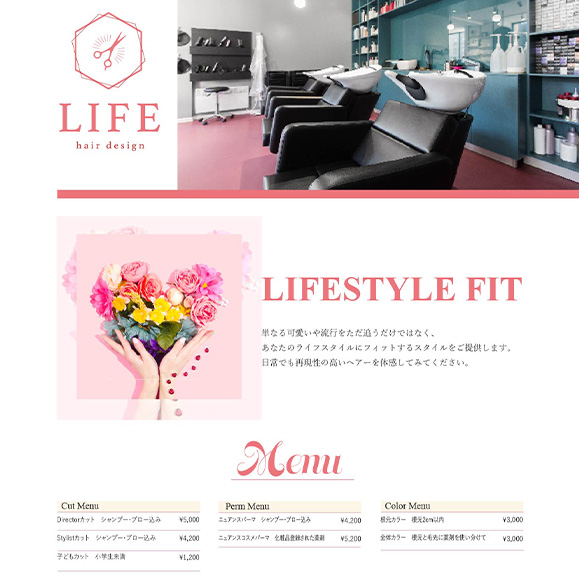 LIFE
hair design
LIFESTYLE FIT
単なる可愛いや流行をただ追うだけではなく、
あなたのライフスタイルにフィットするスタイルをご提供します。
日常でも再現性の高いヘアーを体感してみてください。
Menu
Cut Menu
Directorカット シャンプー・ブロー込み ¥5,000
Stylistカット シャンプー・ブロー込み ¥4,200
子どもカット 小学生未満 ¥1,200
Perm Menu
ニュアンスパーマ シャンプー・ブロー込み ¥4,200
ニュアンスコスメパーマ 化粧品登録された薬剤 ¥5,200
Color Menu
根元カラー 根元2cm以内 ¥3,000
全体カラー 根元と毛先に薬剤を使い分けて ¥3,000